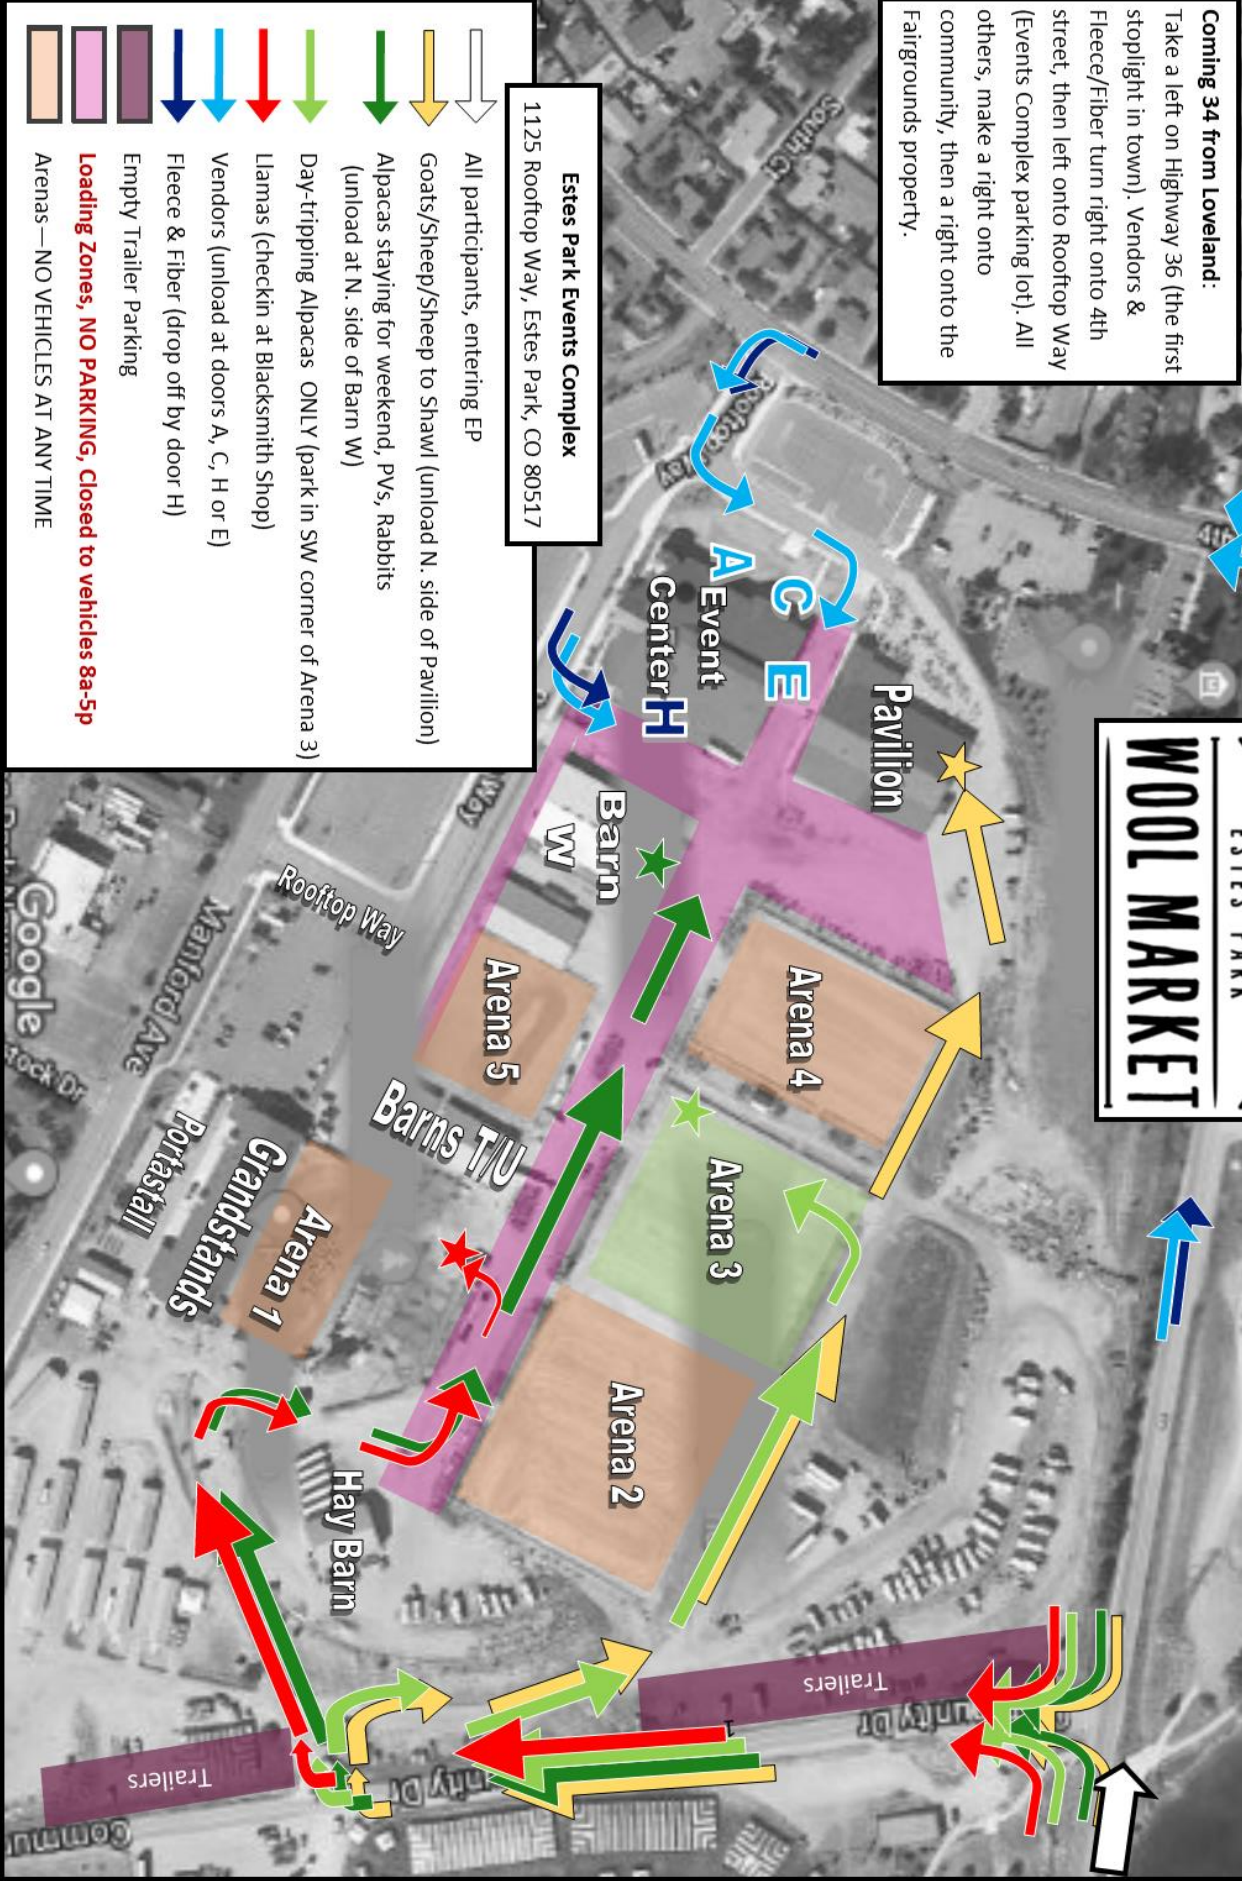 Coming 34 from Loveland:
Take a left on Highway 36 (the first
stoplight in town). Vendors &
Fleece/Fiber turn right onto 4th
street, then left onto Rooftop Way
(Events Complex parking lot). All
others, make a right onto
community, then a right onto the
Fairgrounds property.
ESTES PARK
WOOL MARKET
Estes Park Events Complex
1125 Rooftop Way, Estes Park, CO 80517
All participants, entering EP
Goats/Sheep/Sheep to Shawl (unload N. side of Pavilion)
Alpacas staying for weekend, PVs, Rabbits
(unload at N. side of Barn W)
Day-tripping Alpacas ONLY (park in SW corner of Arena 3)
Llamas (checkin at Blacksmith Shop)
Vendors (unload at doors A, C, H or E)
Fleece & Fiber (drop off by door H)
Empty Trailer Parking
Loading Zones, NO PARKING, Closed to vehicles 8a-5p
Arenas—NO VEHICLES AT ANY TIME
South Ct
Pavilion
C
E
A
Event
Center
H
Barn
W
Arena 4
Arena 5
Arena 3
Arena 2
Barns T/U
Arena 1
Grandstands
Portastall
Hay Barn
Rooftop Way
Way
Manford Ave
Google
Trailers
Trailers
1